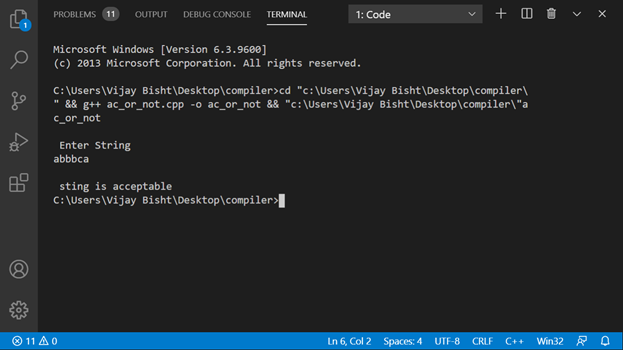 PROBLEMS 11 OUTPUT DEBUG CONSOLE TERMINAL 1: Code
1
Microsoft Windows [Version 6.3.9600]
(c) 2013 Microsoft Corporation. All rights reserved.
C:\Users\Vijay Bisht\Desktop\compiler>cd "c:\Users\Vijay Bisht\Desktop\compiler\
" && g++ ac_or_not.cpp -o ac_or_not && "c:\Users\Vijay Bisht\Desktop\compiler\"a
c_or_not
Enter String
abbbca
sting is acceptable
C:\Users\Vijay Bisht\Desktop\compiler>
11 0 Ln 6, Col 2 Spaces: 4 UTF-8 CRLF C++ Win32